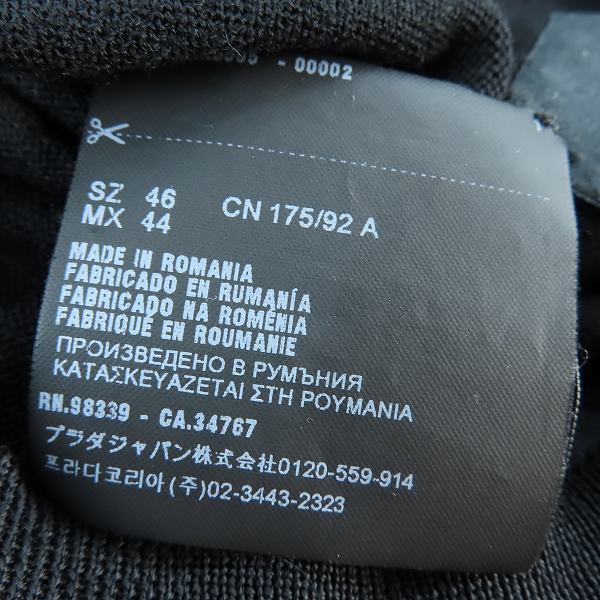 - 00002
SZ 46
MX 44
CN 175/92 A
MADE IN ROMANIA
FABRICADO EN RUMANÍA
FABRICADO NA ROMÉNIA
FABRIQUÉ EN ROUMANIE
ПРОИЗВЕДЕНО В РУМЪНИЯ
ΚΑΤΑΣΚΕΥΑΖΕΤΑΙ ΣΤΗ ΡΟΥΜΑΝΙΑ
RN.98339 - CA.34767
プラダジャパン株式会社0120-559-914
프라다코리아(주)02-3443-2323